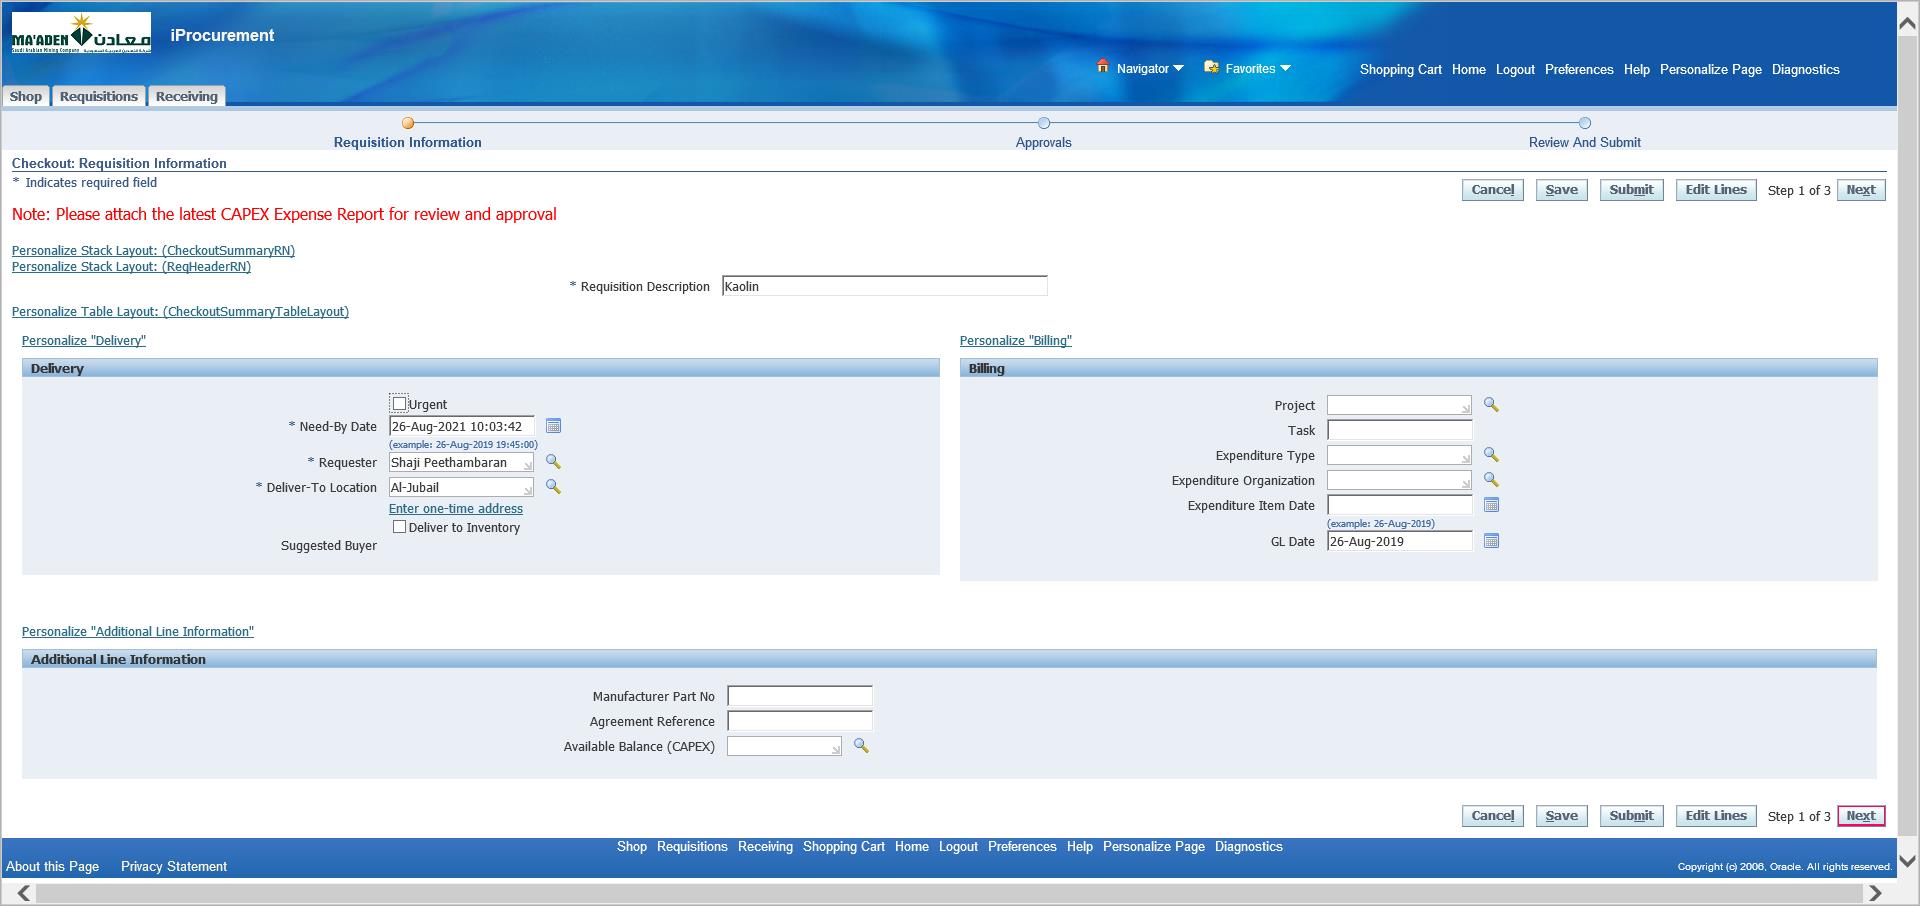 MA'ADEN معادن
Saudi Arabian Mining Company
iProcurement
Navigator Favorites Shopping Cart Home Logout Preferences Help Personalize Page Diagnostics
Shop Requisitions Receiving
Requisition Information Approvals Review And Submit
Checkout: Requisition Information
* Indicates required field
Cancel Save Submit Edit Lines Step 1 of 3 Next
Note: Please attach the latest CAPEX Expense Report for review and approval
Personalize Stack Layout: (CheckoutSummaryRN)
Personalize Stack Layout: (ReqHeaderRN)
* Requisition Description Kaolin
Personalize Table Layout: (CheckoutSummaryTableLayout)
Personalize "Delivery"
Delivery
Urgent
* Need-By Date 26-Aug-2021 10:03:42
(example: 26-Aug-2019 19:45:00)
* Requester Shaji Peethambaran
* Deliver-To Location Al-Jubail
Enter one-time address
Deliver to Inventory
Suggested Buyer
Personalize "Billing"
Billing
Project
Task
Expenditure Type
Expenditure Organization
Expenditure Item Date
(example: 26-Aug-2019)
GL Date 26-Aug-2019
Personalize "Additional Line Information"
Additional Line Information
Manufacturer Part No
Agreement Reference
Available Balance (CAPEX)
Cancel Save Submit Edit Lines Step 1 of 3 Next
Shop Requisitions Receiving Shopping Cart Home Logout Preferences Help Personalize Page Diagnostics
About this Page Privacy Statement
Copyright (c) 2006, Oracle. All rights reserved.